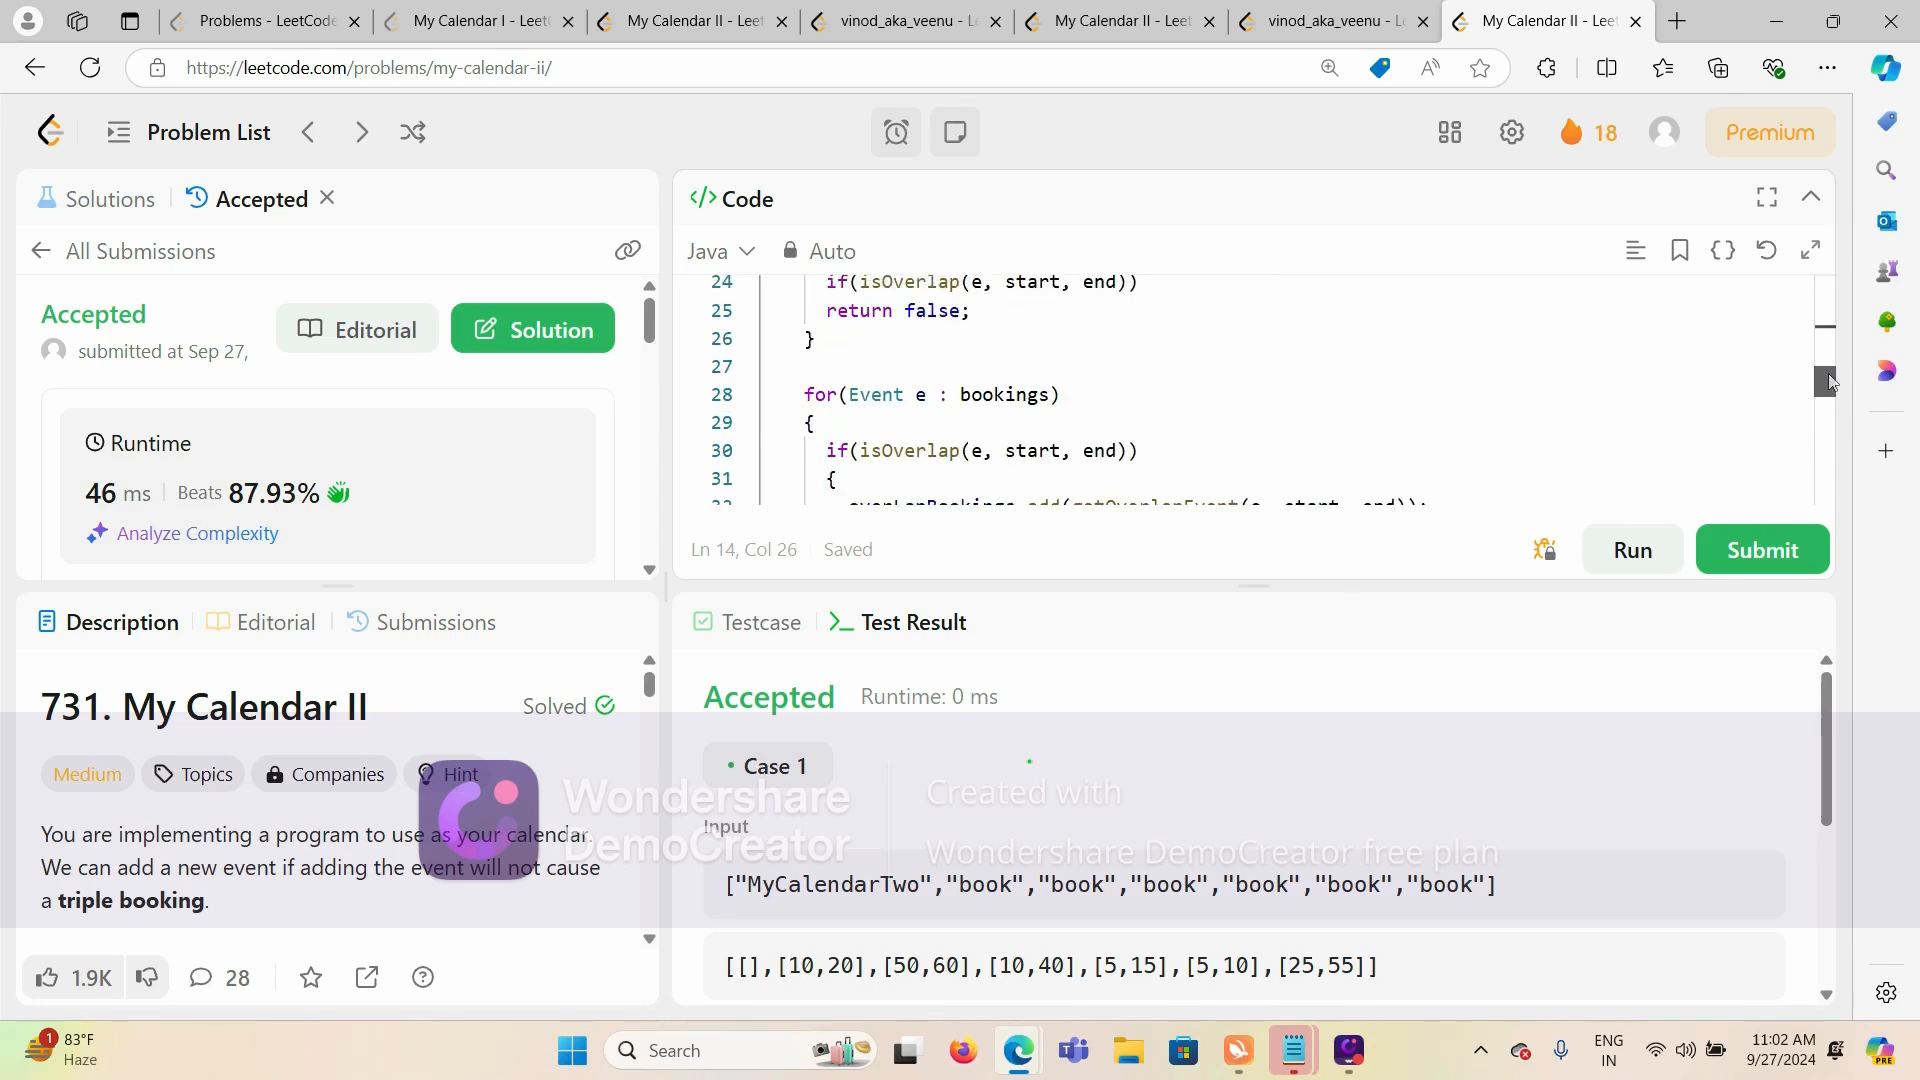 Problems - LeetCode
My Calendar I - Leet
My Calendar II - Leet
vinod_aka_veenu - L
My Calendar II - Leet
vinod_aka_veenu - L
My Calendar II - Leet
https://leetcode.com/problems/my-calendar-ii/
Problem List
18
Premium
Solutions
Accepted
All Submissions
Accepted
submitted at Sep 27,
Editorial
Solution
Runtime
46 ms
Beats 87.93%
Analyze Complexity
Code
Java
Auto
24 if(isOverlap(e, start, end))
25 return false;
26 }
27
28 for(Event e : bookings)
29 {
30 if(isOverlap(e, start, end))
31 {
Ln 14, Col 26
Saved
Run
Submit
Description
Editorial
Submissions
731. My Calendar II
Solved
Medium
Topics
Companies
Hint
You are implementing a program to use as your calendar.
We can add a new event if adding the event will not cause
a triple booking.
1.9K
28
Testcase
Test Result
Accepted
Runtime: 0 ms
Case 1
Input
["MyCalendarTwo","book","book","book","book","book","book"]
[[],[10,20],[50,60],[10,40],[5,15],[5,10],[25,55]]
Wondershare
DemoCreator
Created with
Wondershare DemoCreator free plan
1
83°F
Haze
Search
ENG
IN
11:02 AM
9/27/2024
PRE